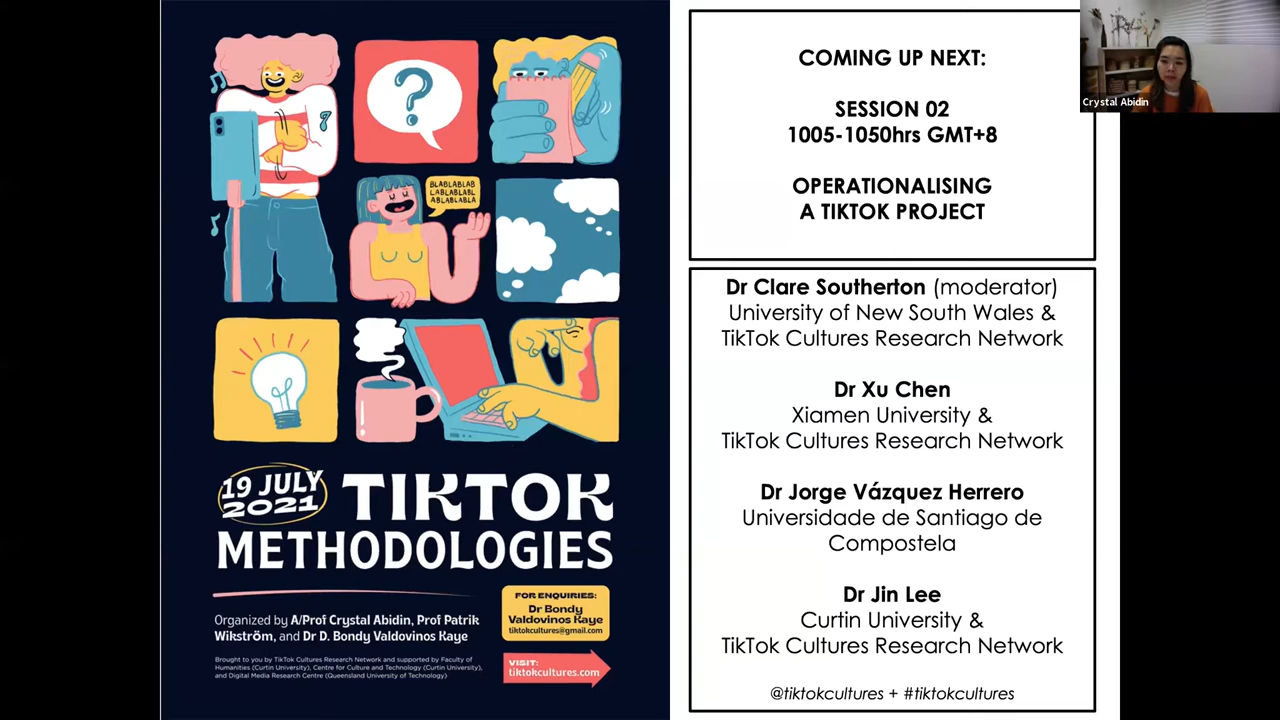 ?
BLABLABLAB
LABLABLABL
ABLABLABLA
19 JULY
2021
TIKTOK
METHODOLOGIES
Organized by A/Prof Crystal Abidin, Prof Patrik
Wikström, and Dr D. Bondy Valdovinos Kaye
Brought to you by TikTok Cultures Research Network and supported by Faculty of
Humanities (Curtin University), Centre for Culture and Technology (Curtin University),
and Digital Media Research Centre (Queensland University of Technology)
FOR ENQUIRIES:
Dr Bondy
Valdovinos Kaye
tiktokcultures@gmail.com
VISIT:
tiktokcultures.com
COMING UP NEXT:
SESSION 02
1005-1050hrs GMT+8
OPERATIONALISING
A TIKTOK PROJECT
Dr Clare Southerton (moderator)
University of New South Wales &
TikTok Cultures Research Network
Dr Xu Chen
Xiamen University &
TikTok Cultures Research Network
Dr Jorge Vázquez Herrero
Universidade de Santiago de
Compostela
Dr Jin Lee
Curtin University &
TikTok Cultures Research Network
@tiktokcultures + #tiktokcultures
Crystal Abidin